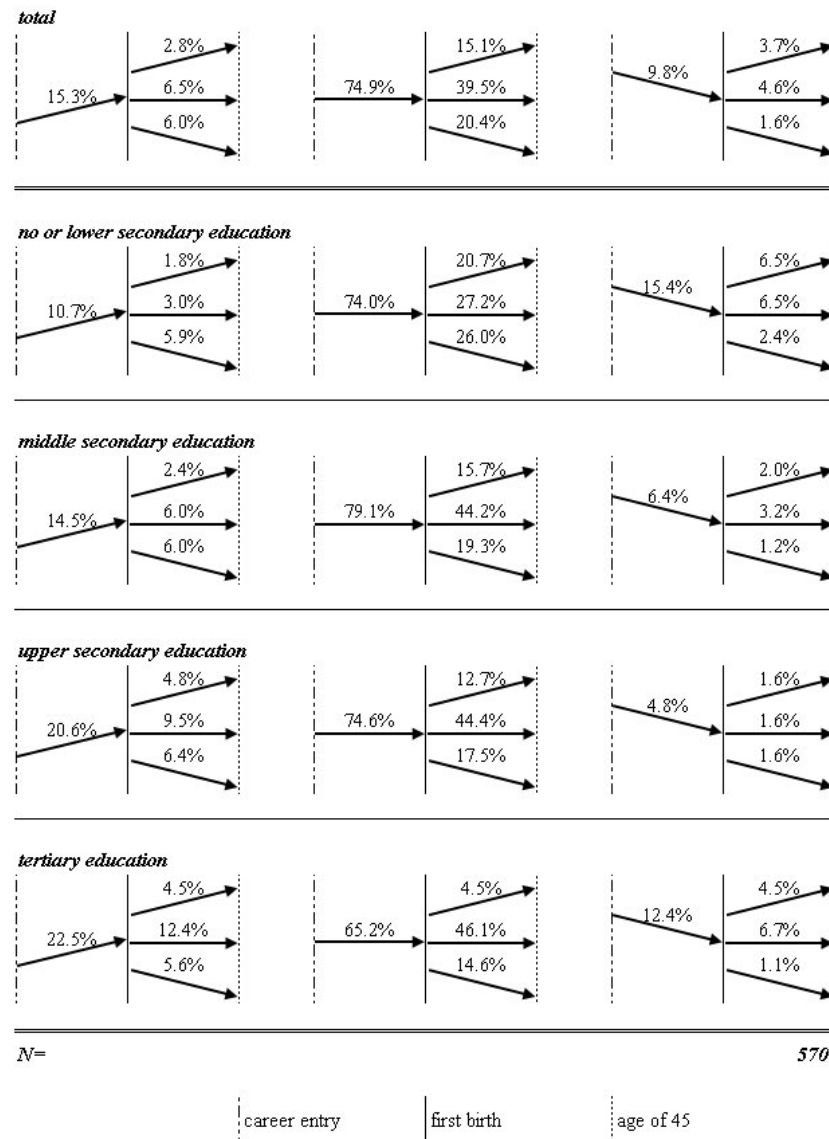 total
2.8% 15.1% 3.7%
15.3% 6.5% 74.9% 39.5% 9.8% 4.6%
6.0% 20.4% 1.6%
no or lower secondary education
1.8% 20.7% 6.5%
10.7% 3.0% 74.0% 27.2% 15.4% 6.5%
5.9% 26.0% 2.4%
middle secondary education
2.4% 15.7% 2.0%
14.5% 6.0% 79.1% 44.2% 6.4% 3.2%
6.0% 19.3% 1.2%
upper secondary education
4.8% 12.7% 1.6%
20.6% 9.5% 74.6% 44.4% 4.8% 1.6%
6.4% 17.5% 1.6%
tertiary education
4.5% 4.5% 4.5%
22.5% 12.4% 65.2% 46.1% 12.4% 6.7%
5.6% 14.6% 1.1%
N= 570
career entry first birth age of 45